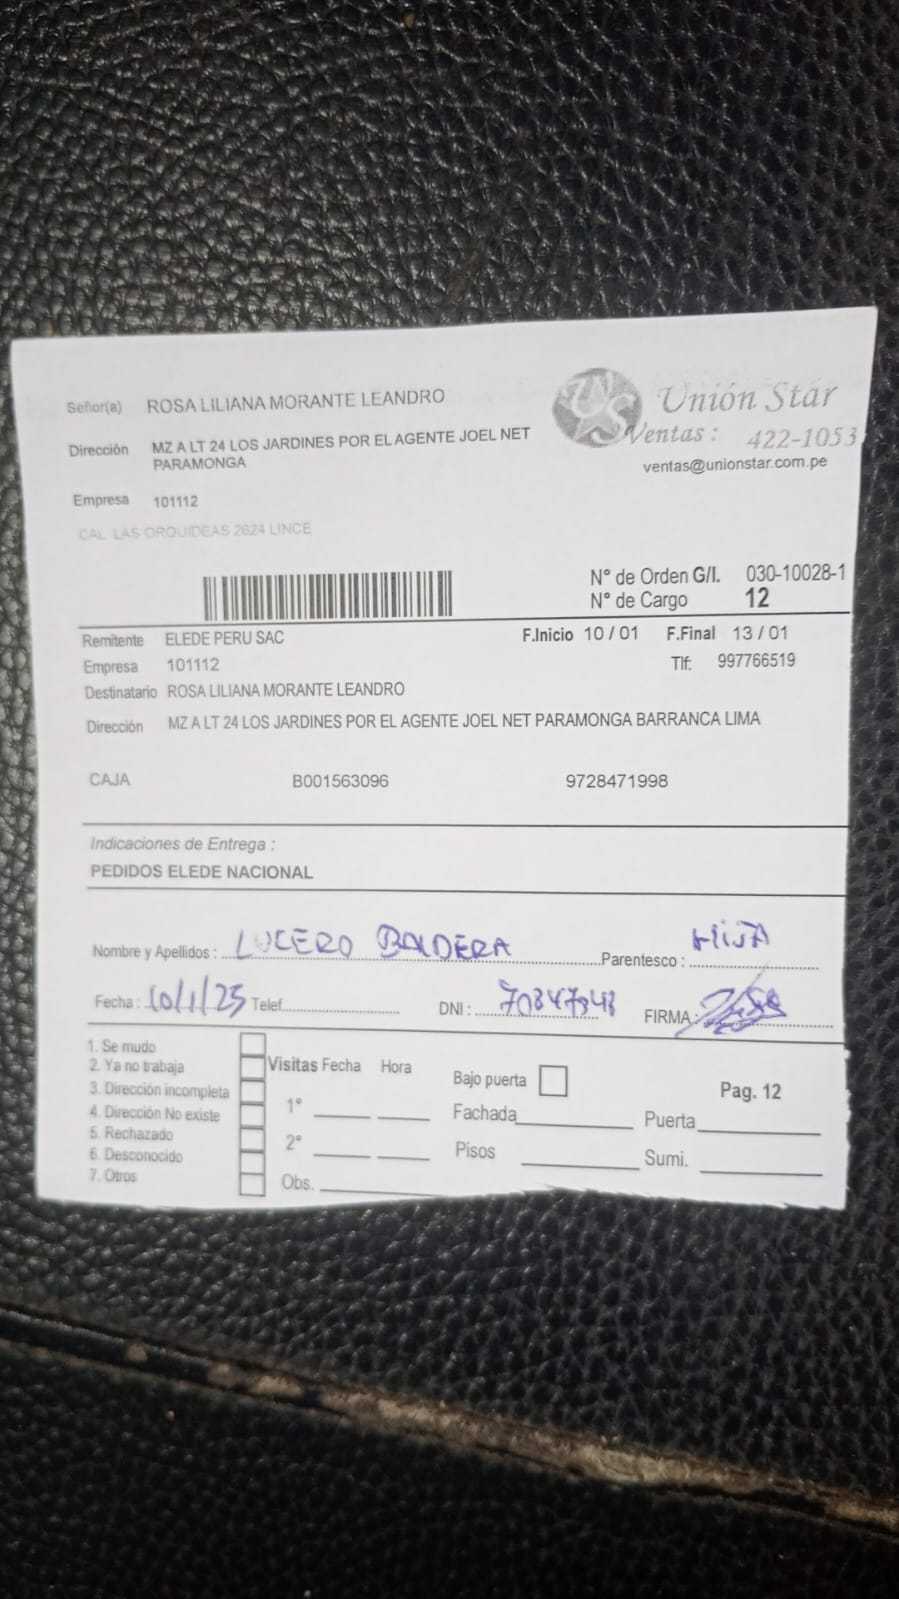 Señor(a) ROSA LILIANA MORANTE LEANDRO
Unión Star
Ventas : 422-1053
ventas@unionstar.com.pe
Dirección MZ A LT 24 LOS JARDINES POR EL AGENTE JOEL NET
PARAMONGA
Empresa 101112
CAL. LAS ORQUIDEAS 2624 LINCE
N° de Orden G/I. 030-10028-1
N° de Cargo 12
Remitente ELEDE PERU SAC F.Inicio 10 / 01 F.Final 13 / 01
Empresa 101112 Tlf: 997766519
Destinatario ROSA LILIANA MORANTE LEANDRO
Dirección MZ A LT 24 LOS JARDINES POR EL AGENTE JOEL NET PARAMONGA BARRANCA LIMA
CAJA B001563096 9728471998
Indicaciones de Entrega :
PEDIDOS ELEDE NACIONAL
Nombre y Apellidos : LUCERO BALDERA Parentesco : HIJA
Fecha : 10/1/25 Telef. DNI : FIRMA :
1. Se mudo
2. Ya no trabaja Visitas Fecha Hora Bajo puerta Pag. 12
3. Dirección incompleta 1°
4. Dirección No existe Fachada Puerta
5. Rechazado 2°
6. Desconocido Pisos Sumi.
7. Otros Obs.